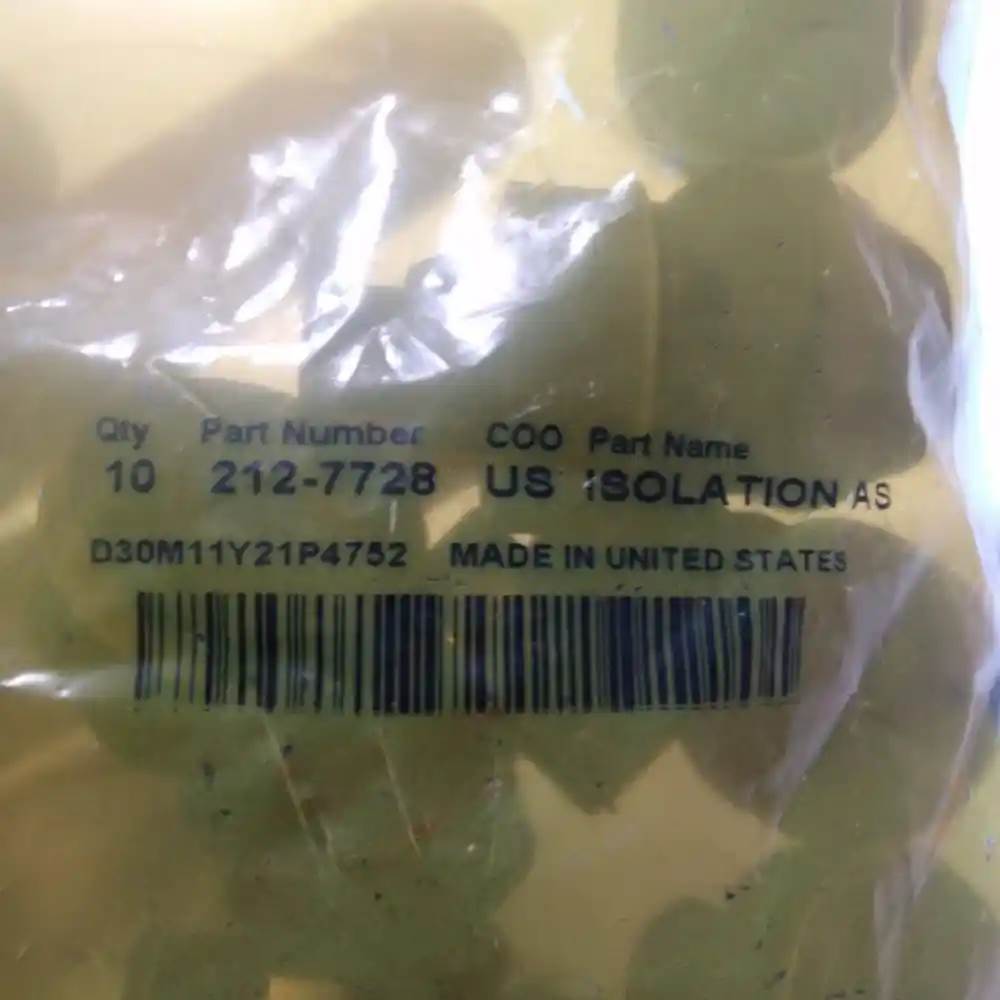 Qty Part Number COO Part Name
10 212-7728 US ISOLATION AS
D30M11Y21P4752 MADE IN UNITED STATES